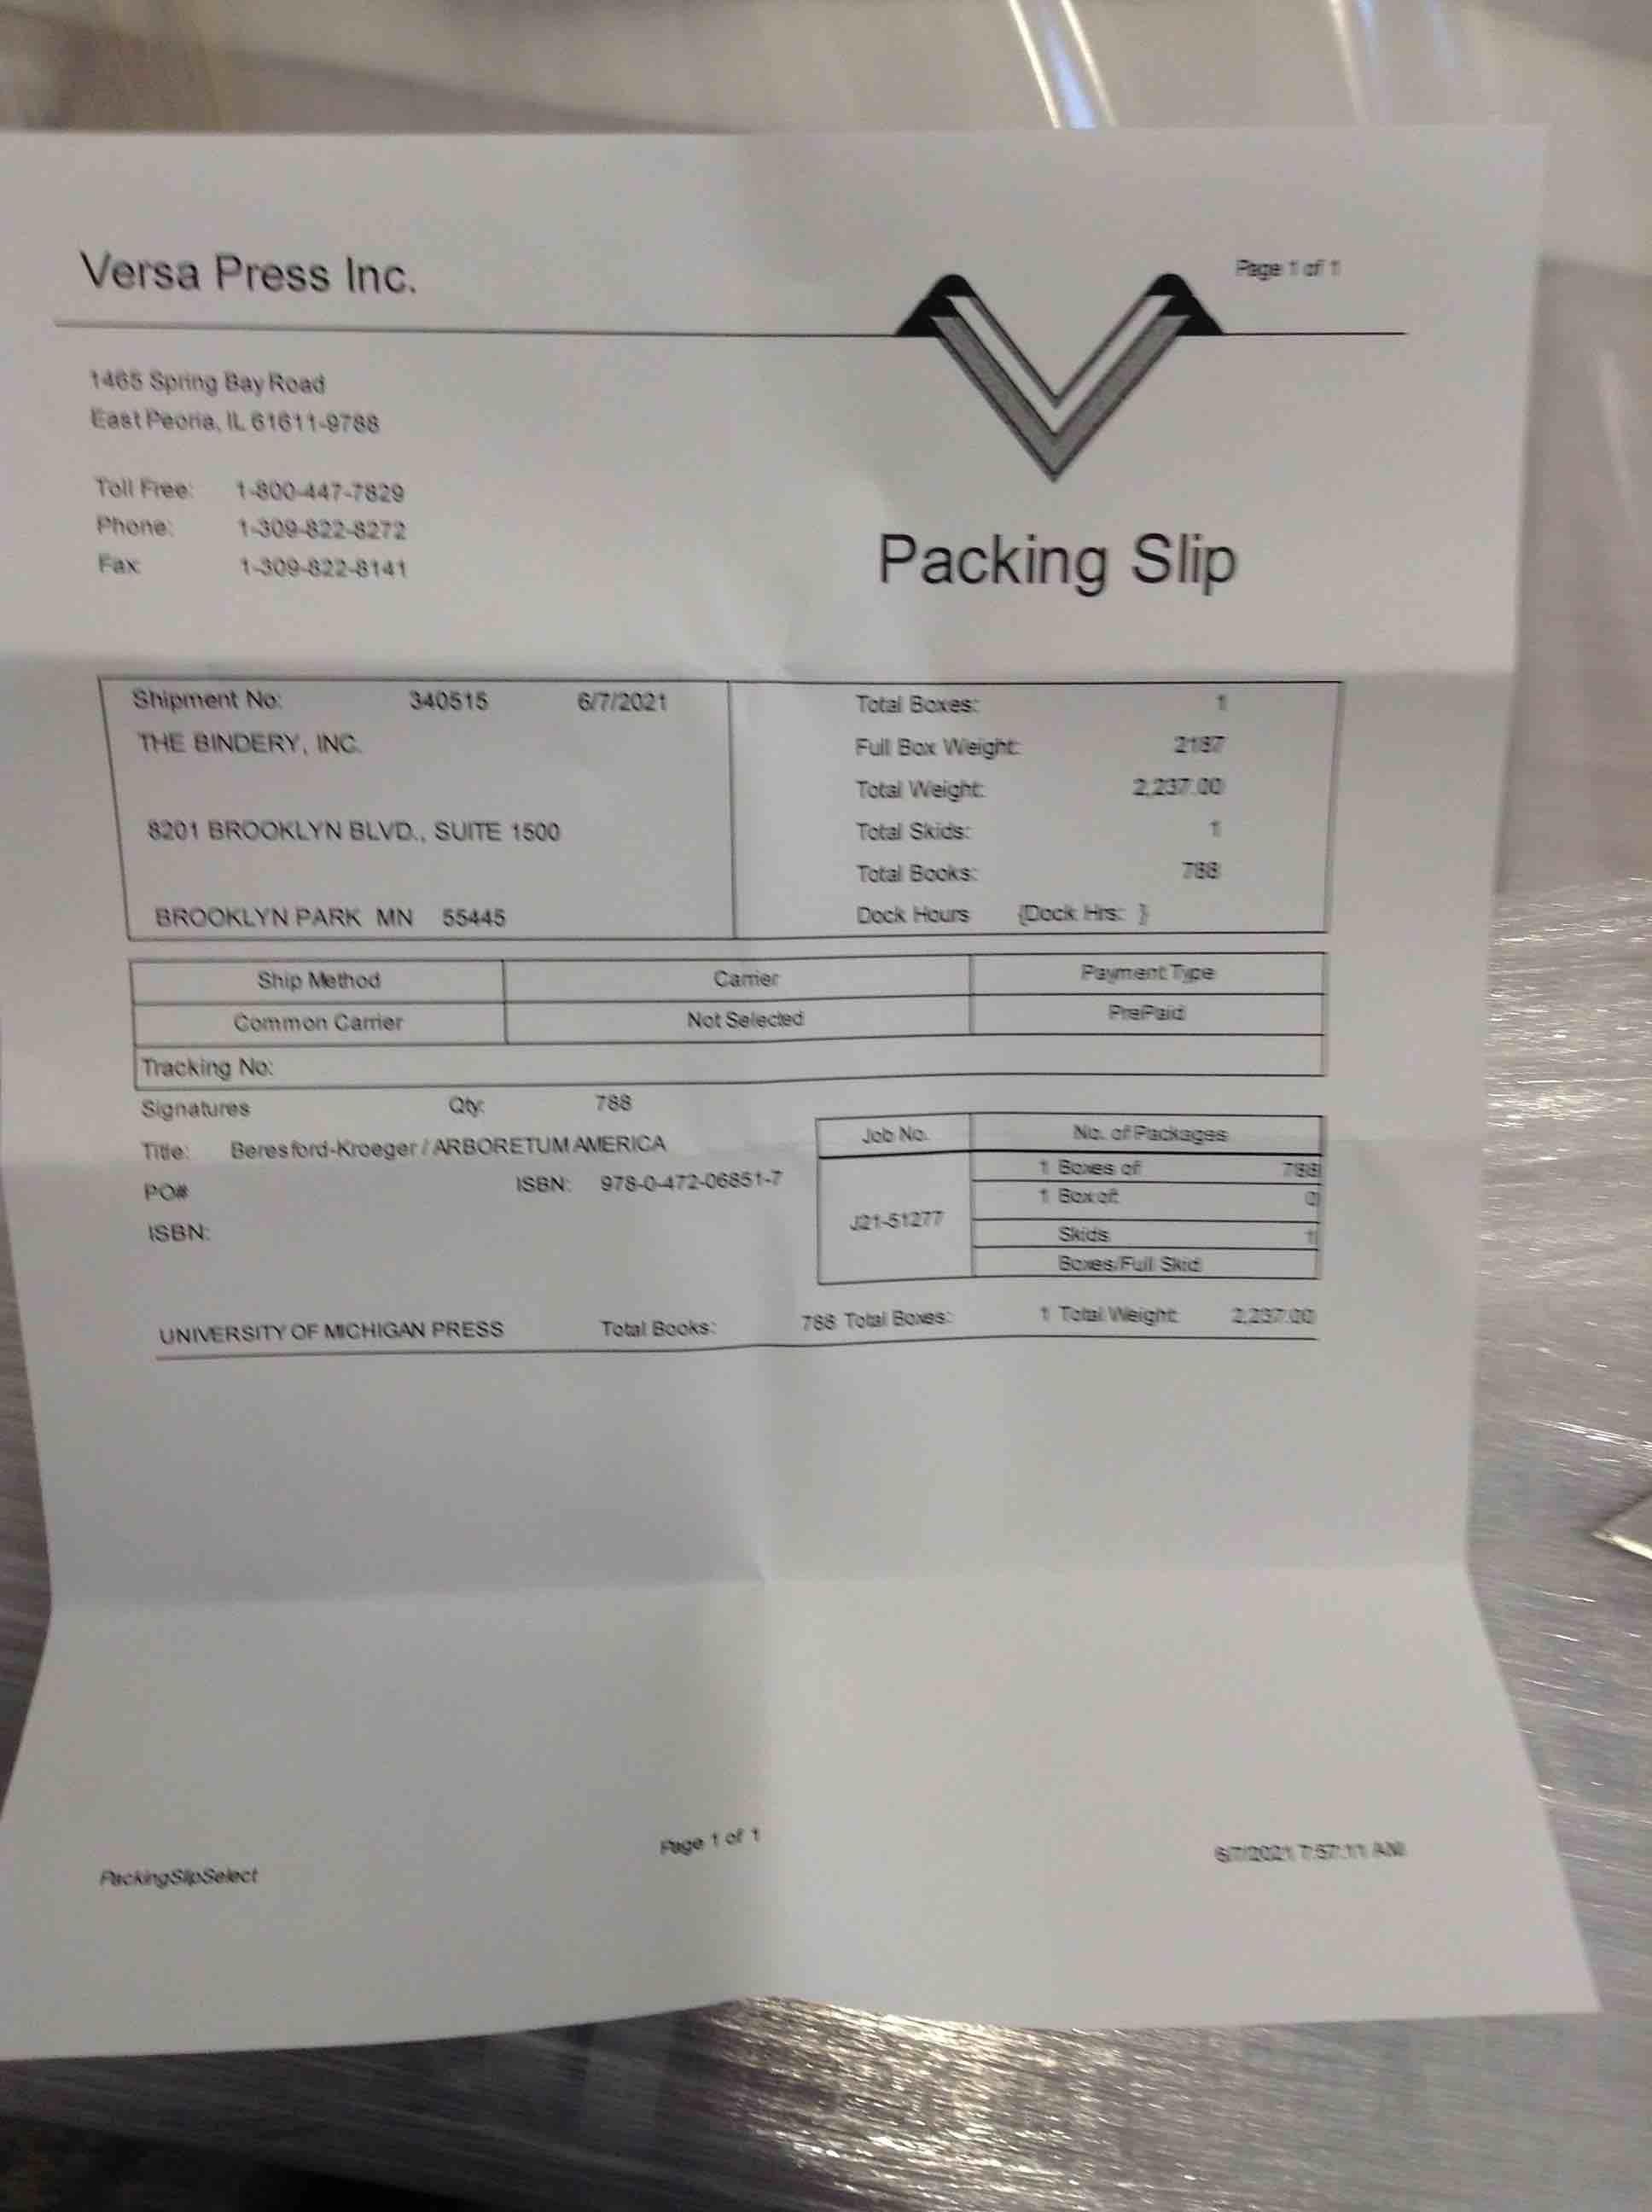 Versa Press Inc.
Page 1 of 1
1465 Spring Bay Road
East Peoria, IL 61611-9788
Toll Free: 1-800-447-7829
Phone: 1-309-822-8272
Fax: 1-309-822-8141
Packing Slip
Shipment No: 340515 6/7/2021
THE BINDERY, INC.
8201 BROOKLYN BLVD., SUITE 1500
BROOKLYN PARK MN 55445
Total Boxes: 1
Full Box Weight: 2187
Total Weight: 2,237.00
Total Skids: 1
Total Books: 788
Dock Hours {Dock Hrs: }
Ship Method Carrier Payment Type
Common Carrier Not Selected PrePaid
Tracking No:
Signatures Qty: 788
Title: Beresford-Kroeger / ARBORETUM AMERICA
PO# ISBN: 978-0-472-06851-7
ISBN:
Job No. No. of Packages
J21-51277
1 Boxes of 788
1 Box of: 0
Skids 1
Boxes/Full Skid
UNIVERSITY OF MICHIGAN PRESS Total Books: 788 Total Boxes: 1 Total Weight: 2,237.00
PackingSlipSelect Page 1 of 1 6/7/2021 7:57:11 AM